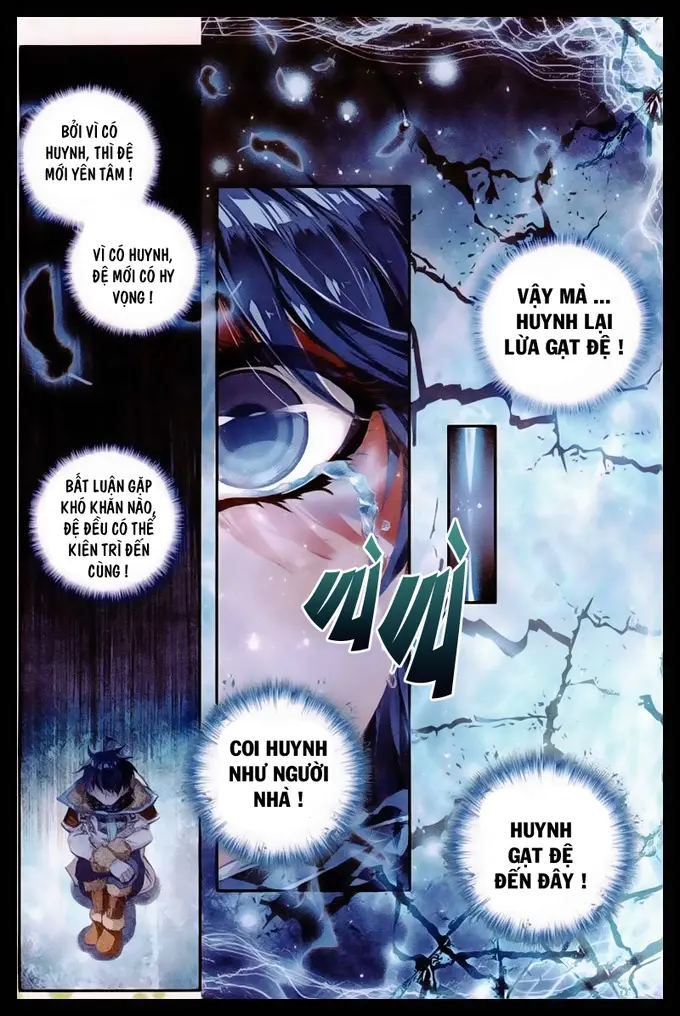 BỞI VÌ CÓ
HUYNH, THÌ ĐỆ
MỚI YÊN TÂM !
VÌ CÓ HUYNH,
ĐỆ MỚI CÓ HY
VỌNG !
BẤT LUẬN GẶP
KHÓ KHĂN NÀO,
ĐỆ ĐỀU CÓ THỂ
KIÊN TRÌ ĐẾN
CÙNG !
VẬY MÀ ...
HUYNH LẠI
LỪA GẠT ĐỆ !
VÙ VÙ
COI HUYNH
NHƯ NGƯỜI
NHÀ !
HUYNH
GẠT ĐỆ
ĐẾN ĐÂY !